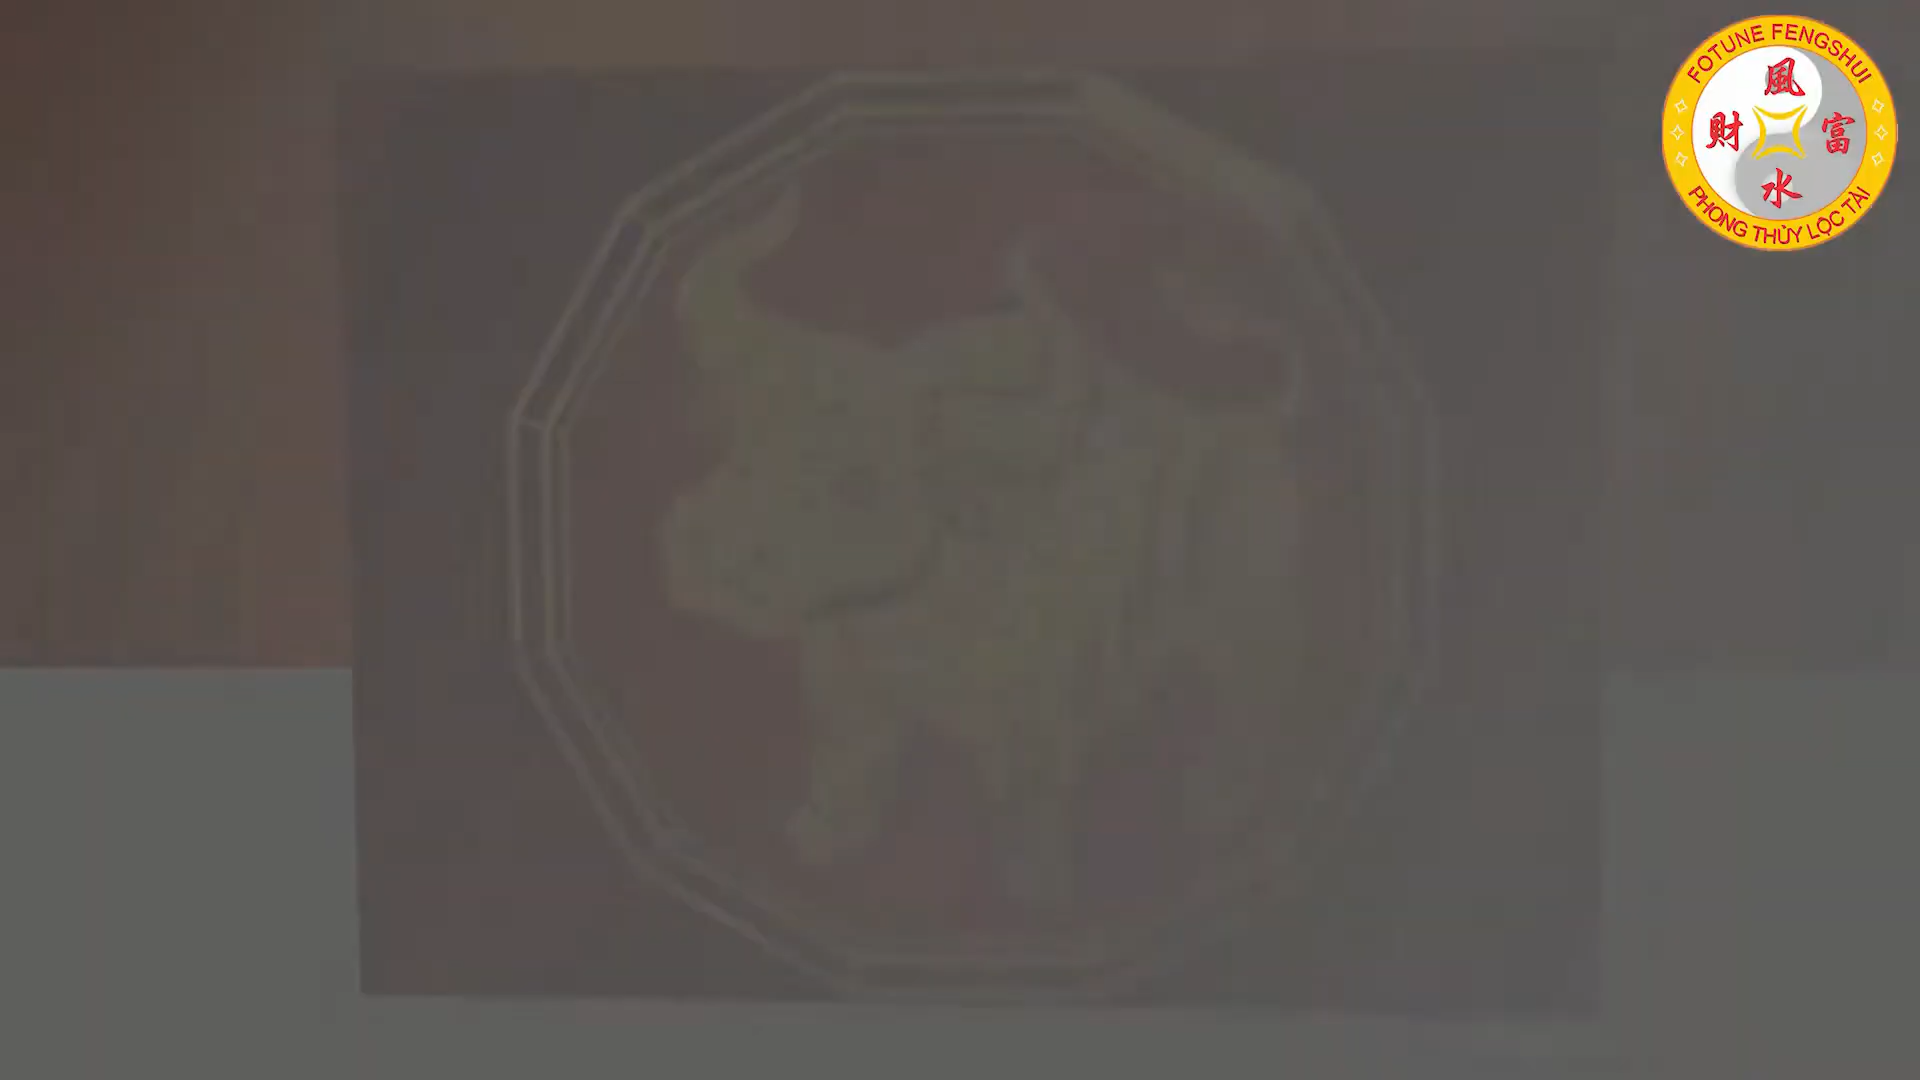 FOTUNE FENGSHUI
風
財 富
水
PHONG THỦY LỘC TÀI